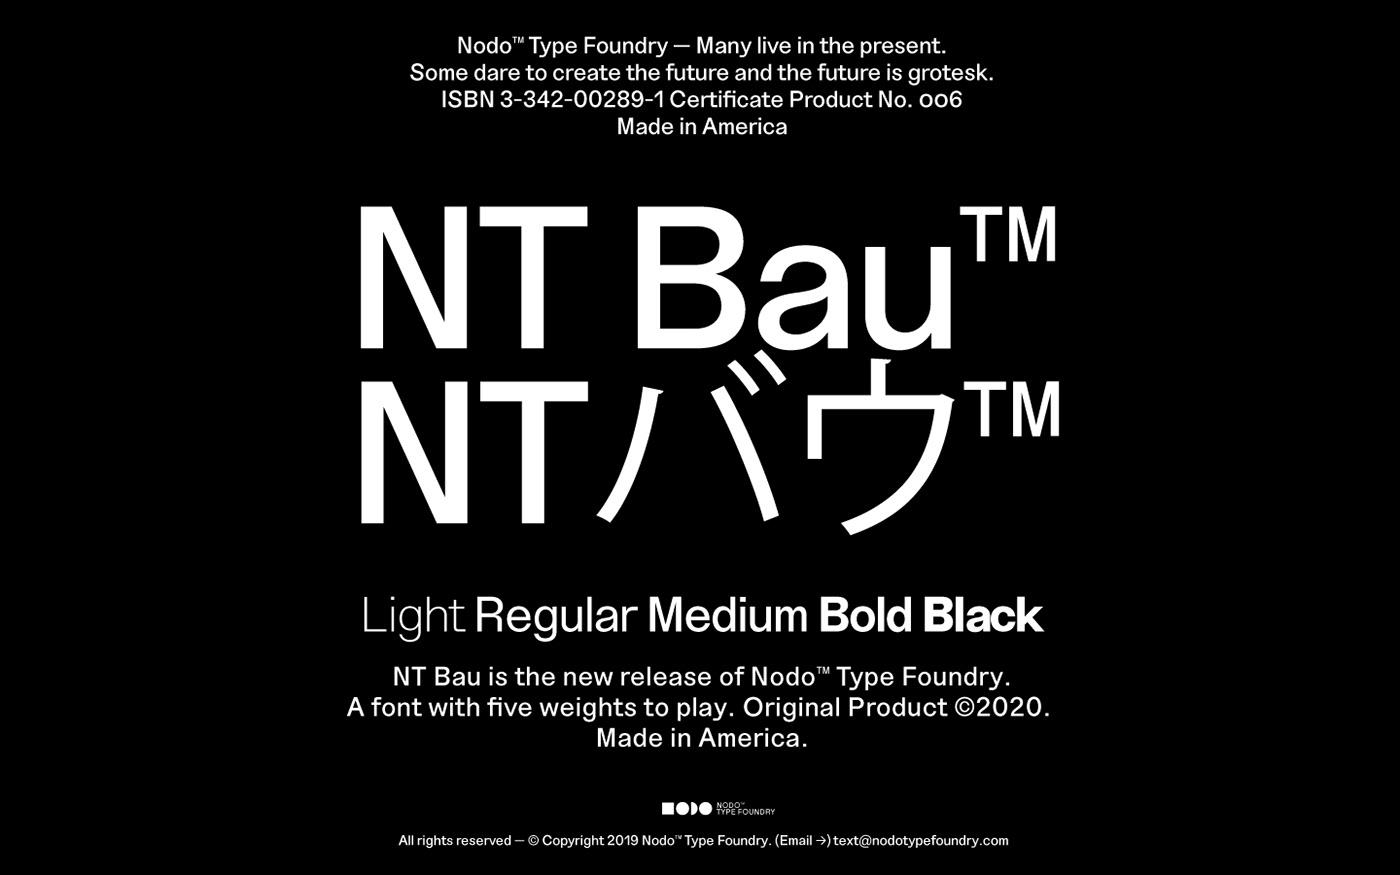 Nodo™ Type Foundry — Many live in the present.
Some dare to create the future and the future is grotesk.
ISBN 3-342-00289-1 Certificate Product No. 006
Made in America
NT Bau™
NTバウ™
Light Regular Medium Bold Black
NT Bau is the new release of Nodo™ Type Foundry.
A font with five weights to play. Original Product ©2020.
Made in America.
NODO™
TYPE FOUNDRY
All rights reserved — © Copyright 2019 Nodo™ Type Foundry. (Email →) text@nodotypefoundry.com